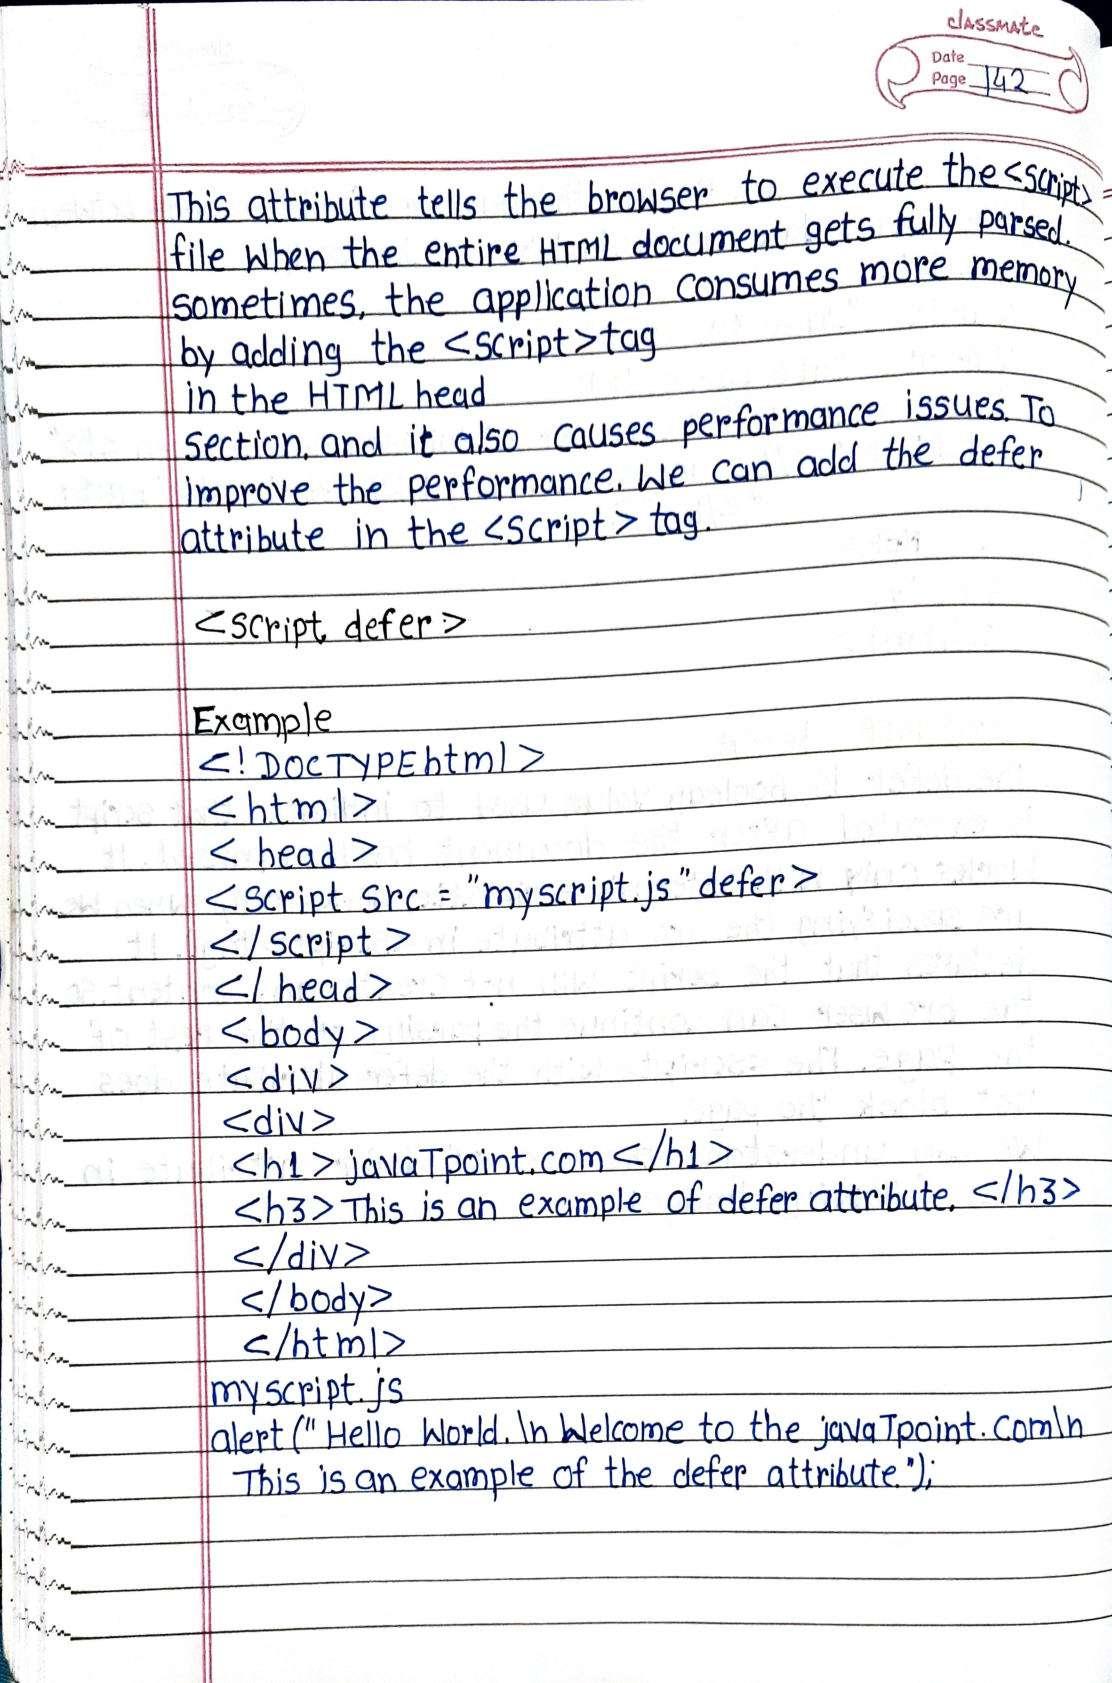 classmate
Date
Page 142
This attribute tells the browser to execute the <script>
file when the entire HTML document gets fully parsed.
sometimes, the application consumes more memory
by adding the <script> tag
in the HTML head
section, and it also causes performance issues. To
improve the performance. We can add the defer
attribute in the <script> tag.
<script defer>
Example
<!DOCTYPE html>
<html>
<head>
<script src = "myscript.js" defer>
</script>
</head>
<body>
<div>
<div>
<h1> javaTpoint.com </h1>
<h3> This is an example of defer attribute. </h3>
</div>
</body>
</html>
myscript.js
alert (" Hello World. \n Welcome to the javaTpoint.com\n
This is an example of the defer attribute.");